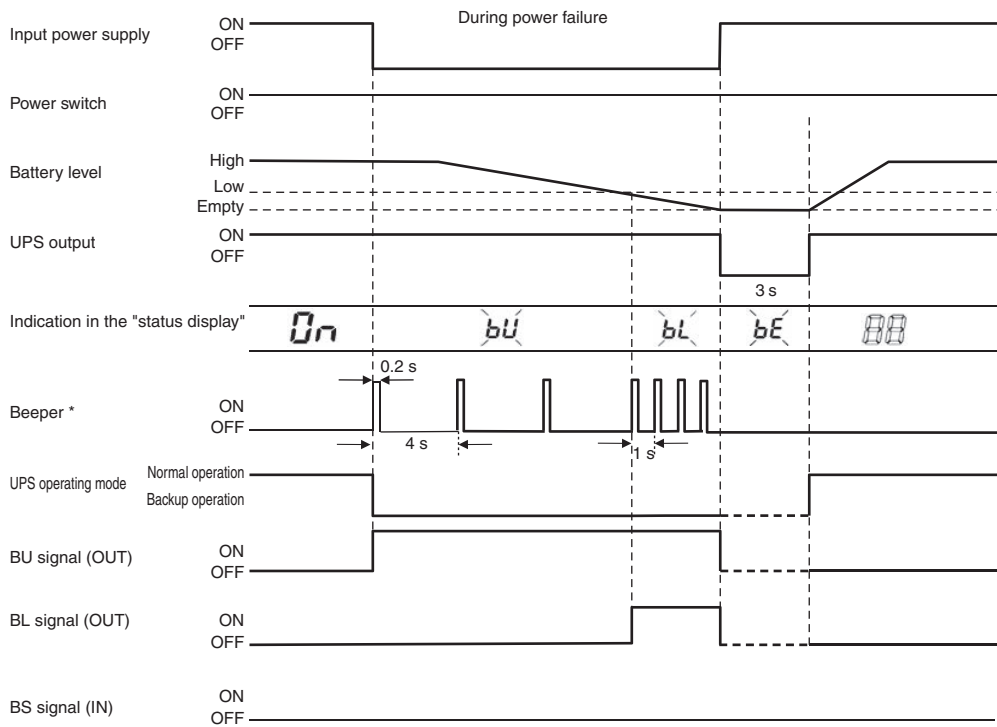 During power failure
Input power supply
ON
OFF
Power switch
ON
OFF
Battery level
High
Low
Empty
UPS output
ON
OFF
3 s
Indication in the "status display"
On
bU
bL
bE
88
0.2 s
Beeper *
ON
OFF
4 s
1 s
UPS operating mode
Normal operation
Backup operation
BU signal (OUT)
ON
OFF
BL signal (OUT)
ON
OFF
BS signal (IN)
ON
OFF